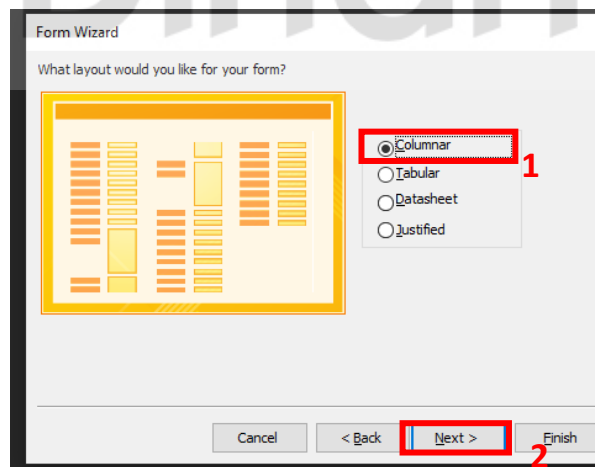 Form Wizard
What layout would you like for your form?
Columnar
1
Tabular
Datasheet
Justified
Cancel
< Back
Next >
Finish
2